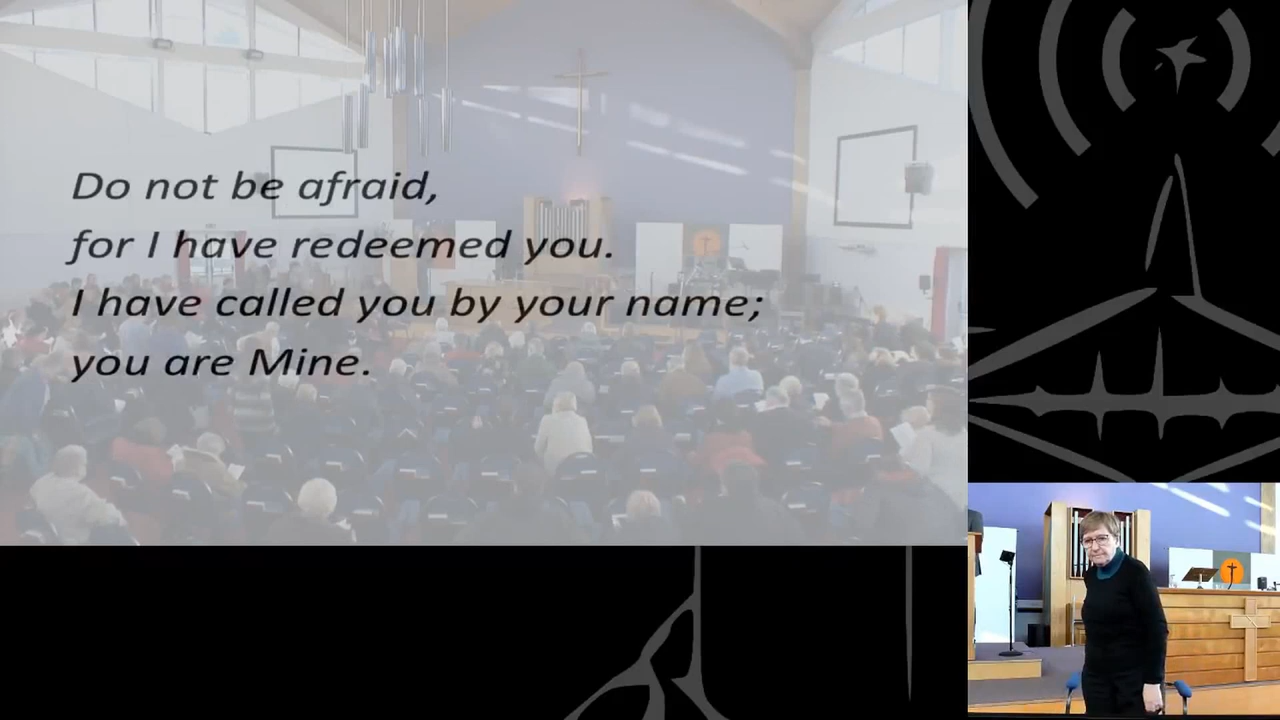 Do not be afraid,
for I have redeemed you.
I have called you by your name;
you are Mine.